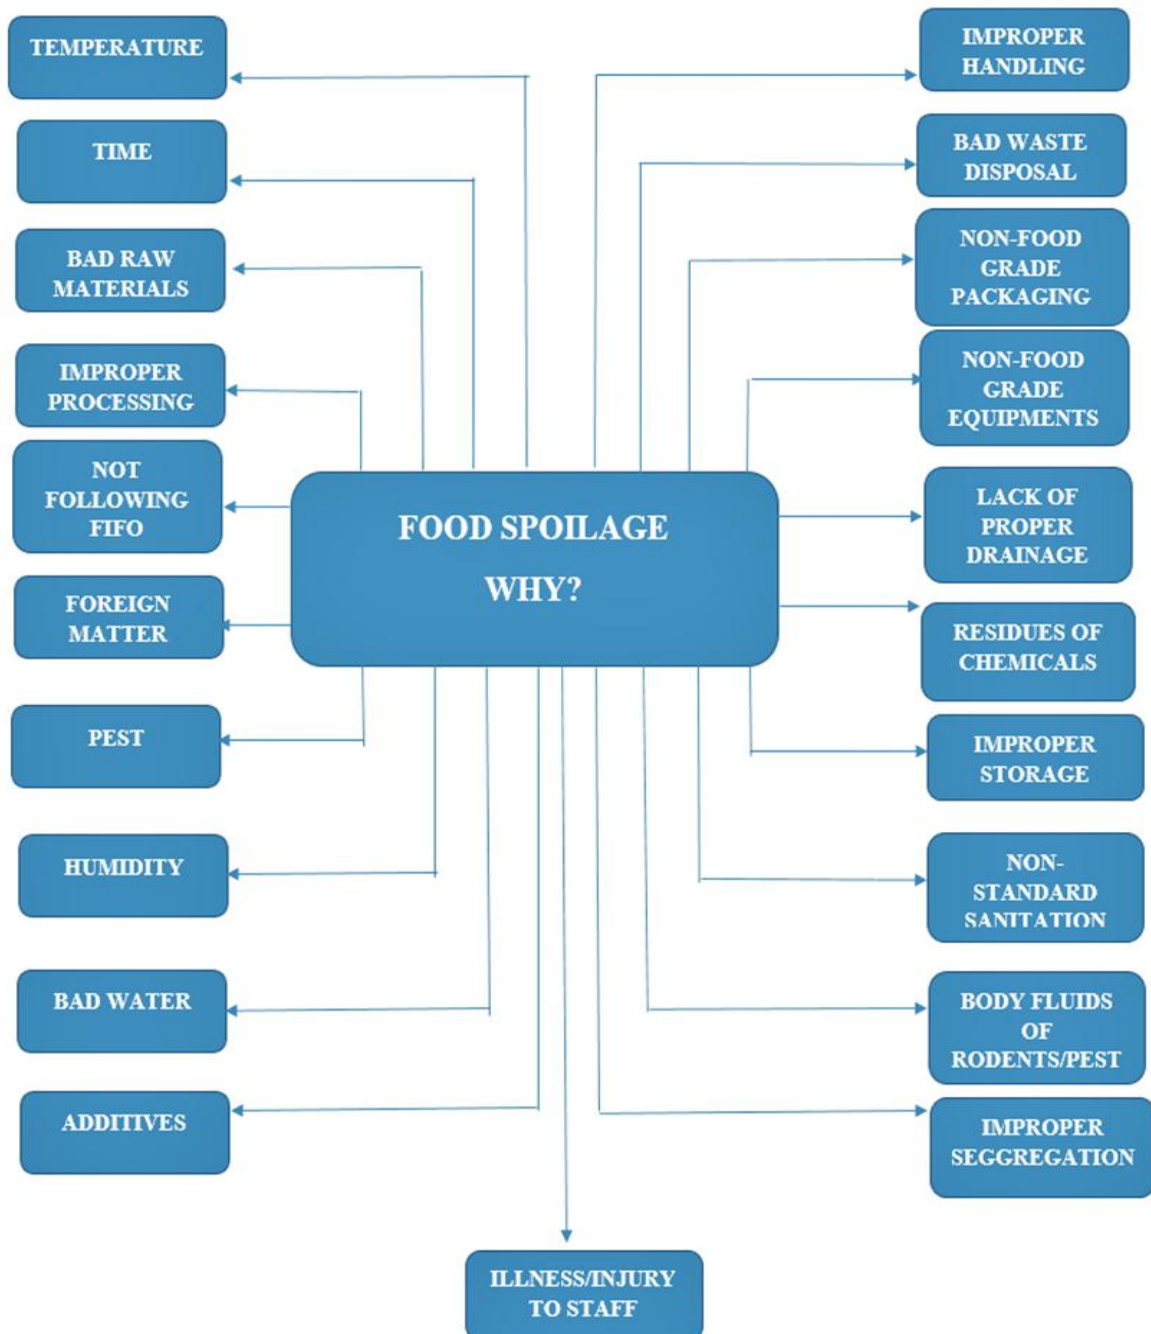 TEMPERATURE
TIME
BAD RAW
MATERIALS
IMPROPER
PROCESSING
NOT
FOLLOWING
FIFO
FOREIGN
MATTER
PEST
HUMIDITY
BAD WATER
ADDITIVES
FOOD SPOILAGE
WHY?
ILLNESS/INJURY
TO STAFF
IMPROPER
HANDLING
BAD WASTE
DISPOSAL
NON-FOOD
GRADE
PACKAGING
NON-FOOD
GRADE
EQUIPMENTS
LACK OF
PROPER
DRAINAGE
RESIDUES OF
CHEMICALS
IMPROPER
STORAGE
NON-
STANDARD
SANITATION
BODY FLUIDS
OF
RODENTS/PEST
IMPROPER
SEGGREGATION